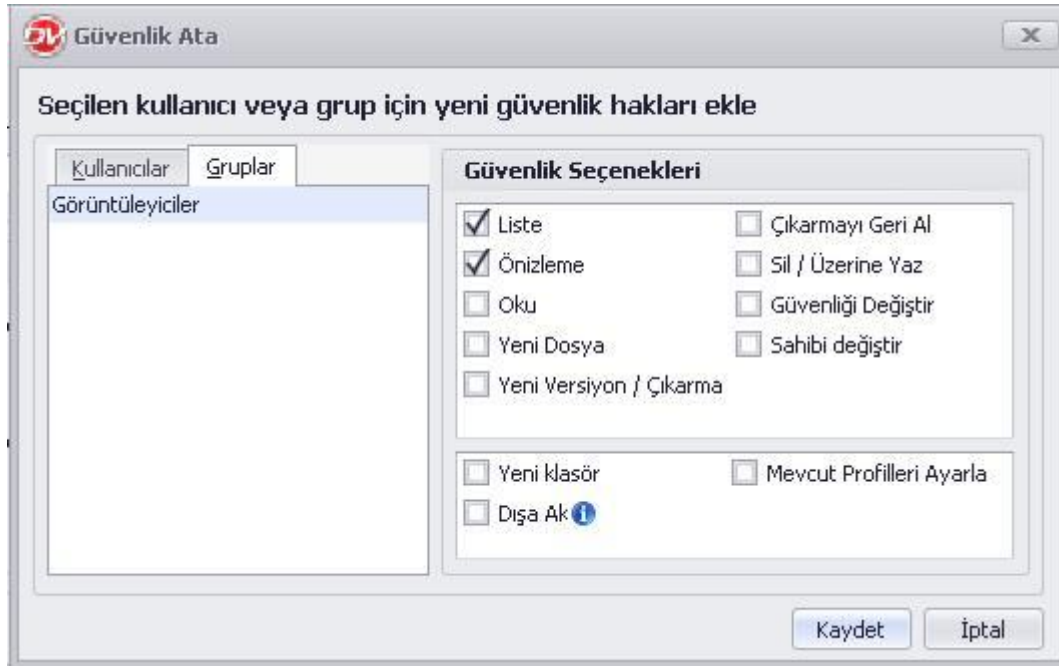 Güvenlik Ata
Seçilen kullanıcı veya grup için yeni güvenlik hakları ekle
Kullanıcılar
Gruplar
Görüntüleyiciler
Güvenlik Seçenekleri
Liste
Çıkarmayı Geri Al
Önizleme
Sil / Üzerine Yaz
Oku
Güvenliği Değiştir
Yeni Dosya
Sahibi değiştir
Yeni Versiyon / Çıkarma
Yeni klasör
Mevcut Profilleri Ayarla
Dışa Ak
Kaydet
İptal